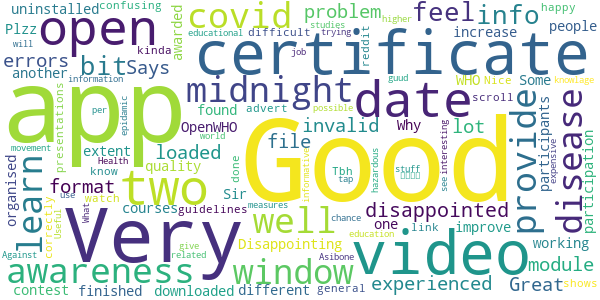 uninstalled confusing covid problem feel info increase higher happy
Plzz will another errors open kinda Says bit awarded difficult educational studies trying reddit people
information job certificate
app midnight date WHO Nice Some scroll
presentations per epidamic found advert Why lot provide participants disease participation
OpenWHO invalid
extent loaded file
movement Health know two done world Good informative possible Tbh tap hazardous stuff see interesting
organised learn format quality Sir
courses guidelines disappointed
use watch Very well measures one link improve expensive knowlage
correctly Useful What Disappointing chance working
Against awareness give related window Asibone education video experienced Great module
contest finished downloaded different general shows
guud